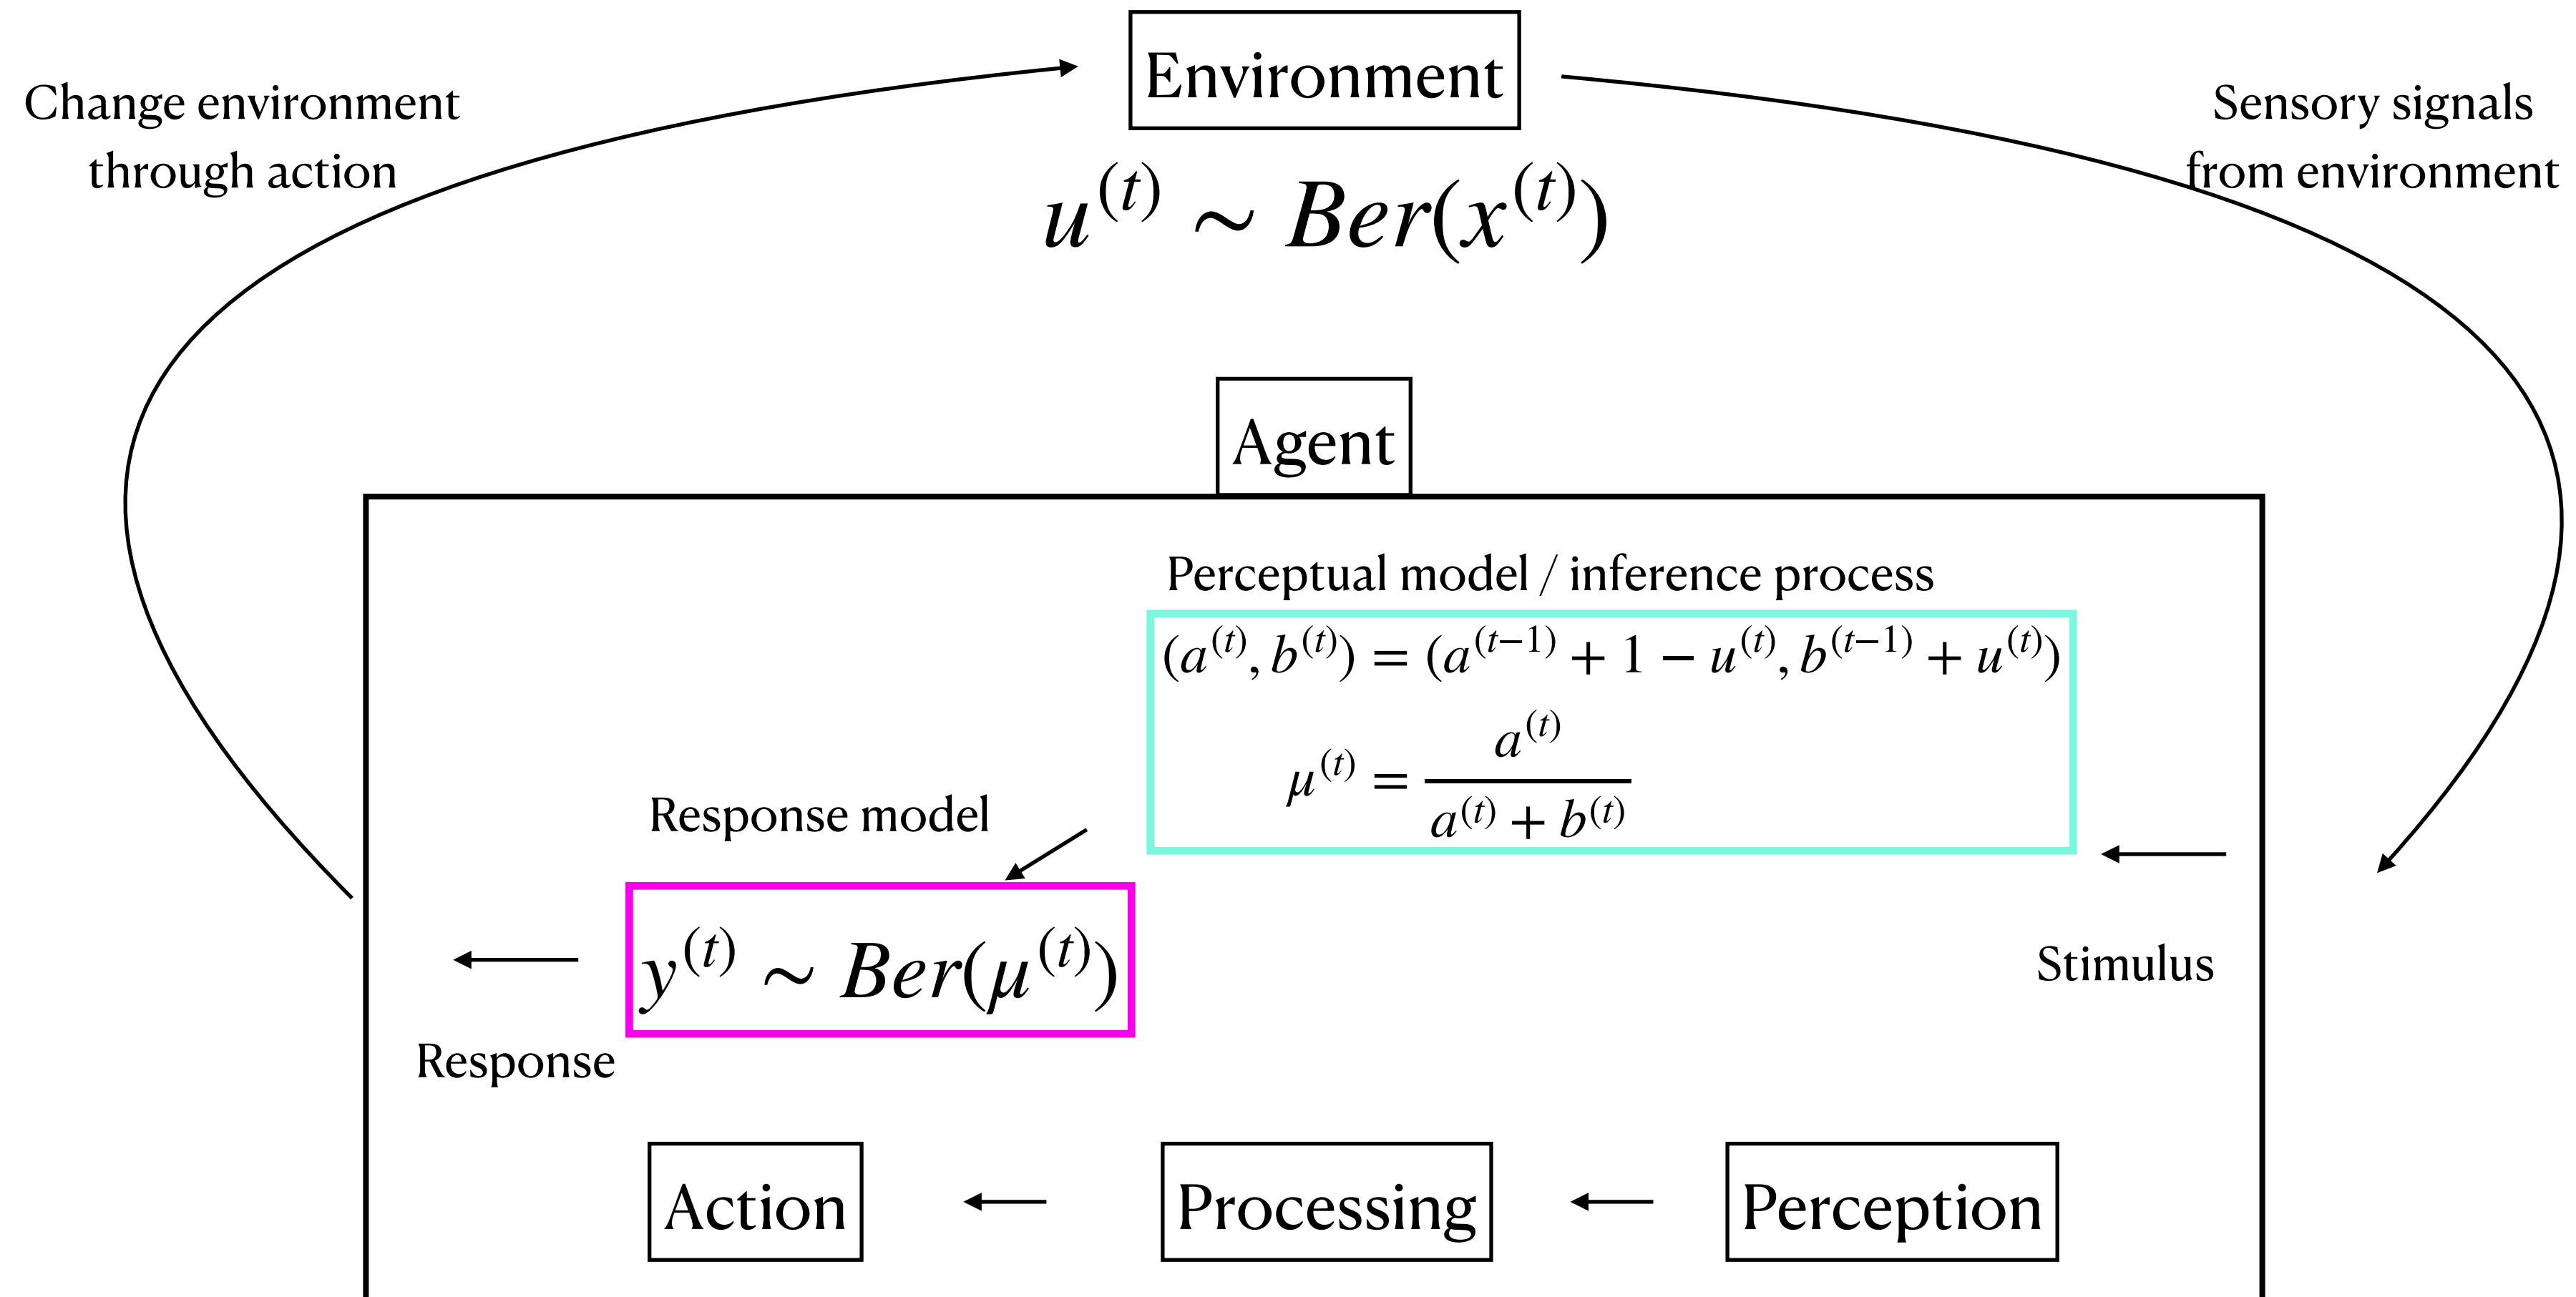 Environment
Change environment
through action
Sensory signals
from environment
u^(t) ~ Ber(x^(t))
Agent
Perceptual model / inference process
(a^(t), b^(t)) = (a^(t−1) + 1 − u^(t), b^(t−1) + u^(t))
μ^(t) = a^(t) / (a^(t) + b^(t))
Response model
y^(t) ~ Ber(μ^(t))
Stimulus
Response
Action
Processing
Perception